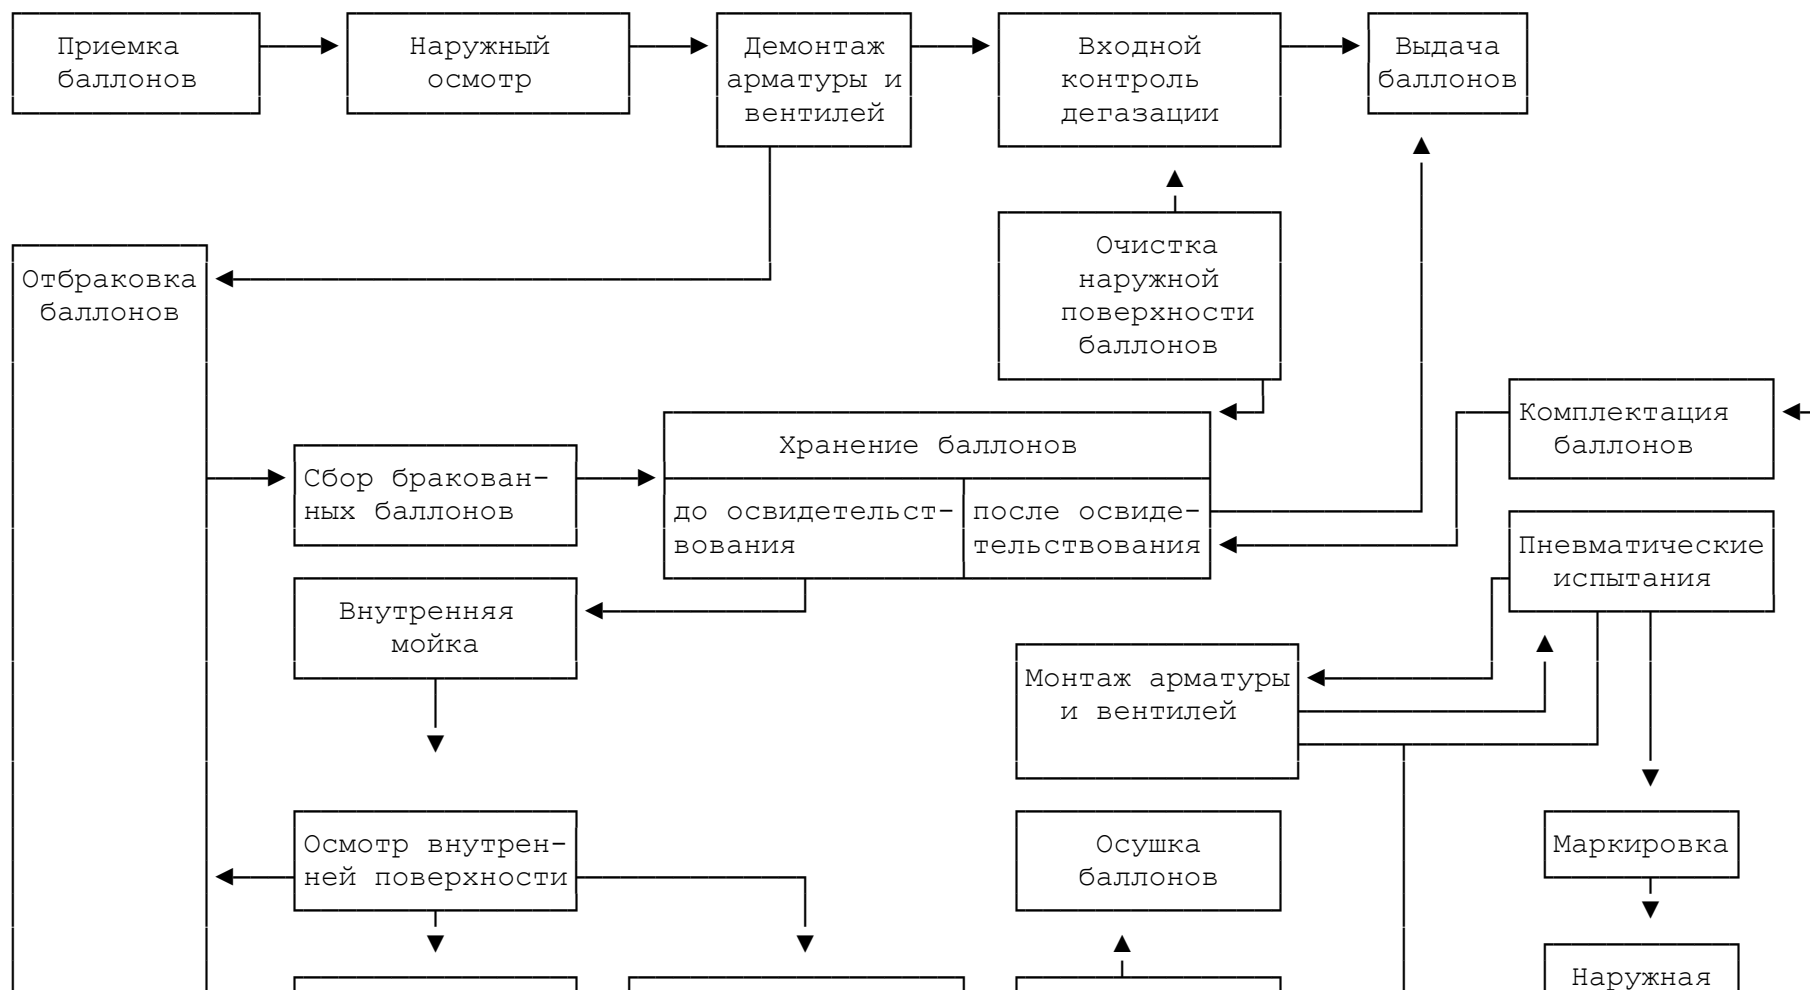 Приемка
баллонов
Наружный
осмотр
Демонтаж
арматуры и
вентилей
Входной
контроль
дегазации
Выдача
баллонов
Очистка
наружной
поверхности
баллонов
Отбраковка
баллонов
Комплектация
баллонов
Хранение баллонов
Сбор бракован-
ных баллонов
до освидетельст-
вования
после освиде-
тельствования
Пневматические
испытания
Внутренняя
мойка
Монтаж арматуры
и вентилей
Осмотр внутрен-
ней поверхности
Осушка
баллонов
Маркировка
Наружная